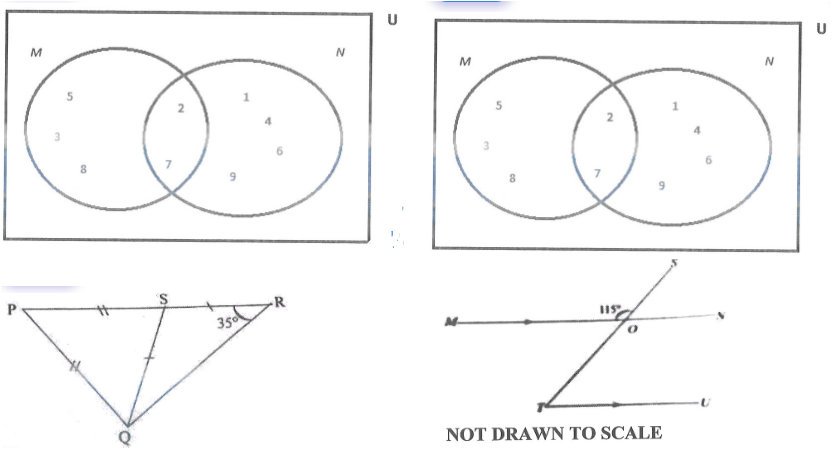 U
M N
5 2 1
4
3 6
8 7 9
U
M N
5 2 1
4
3 6
8 7 9
P S R
35°
Q
S
M 115° N
O
T U
NOT DRAWN TO SCALE